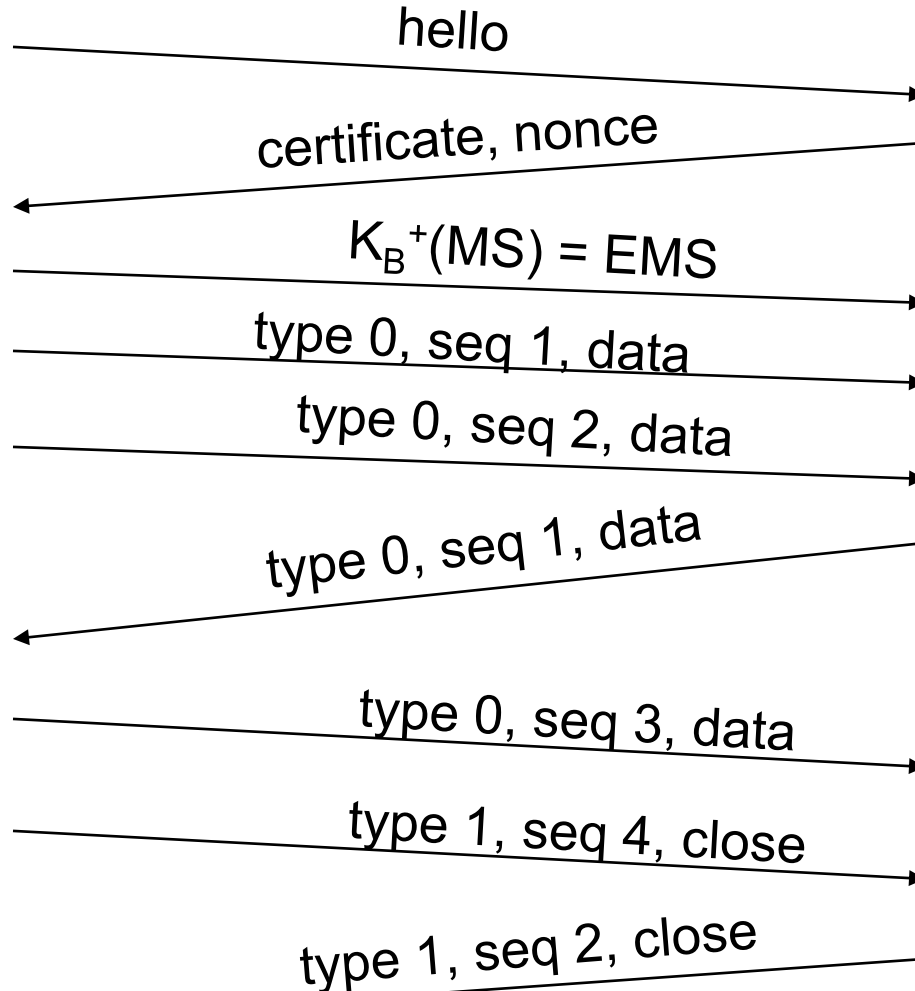 hello
certificate, nonce
K_B^+(MS) = EMS
type 0, seq 1, data
type 0, seq 2, data
type 0, seq 1, data
type 0, seq 3, data
type 1, seq 4, close
type 1, seq 2, close